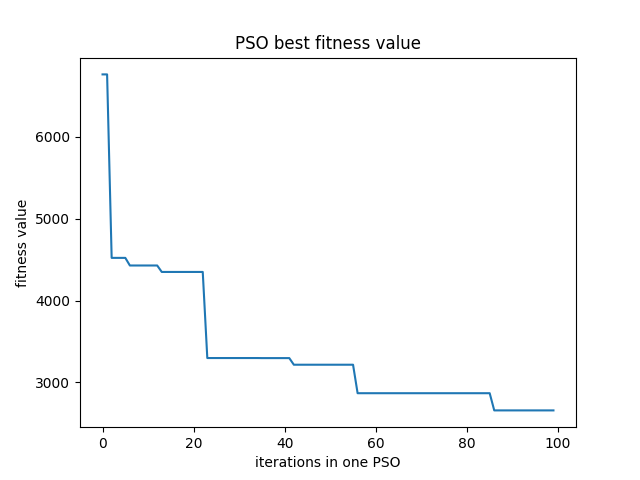 PSO best fitness value
fitness value
6000
5000
4000
3000
0 20 40 60 80 100
iterations in one PSO